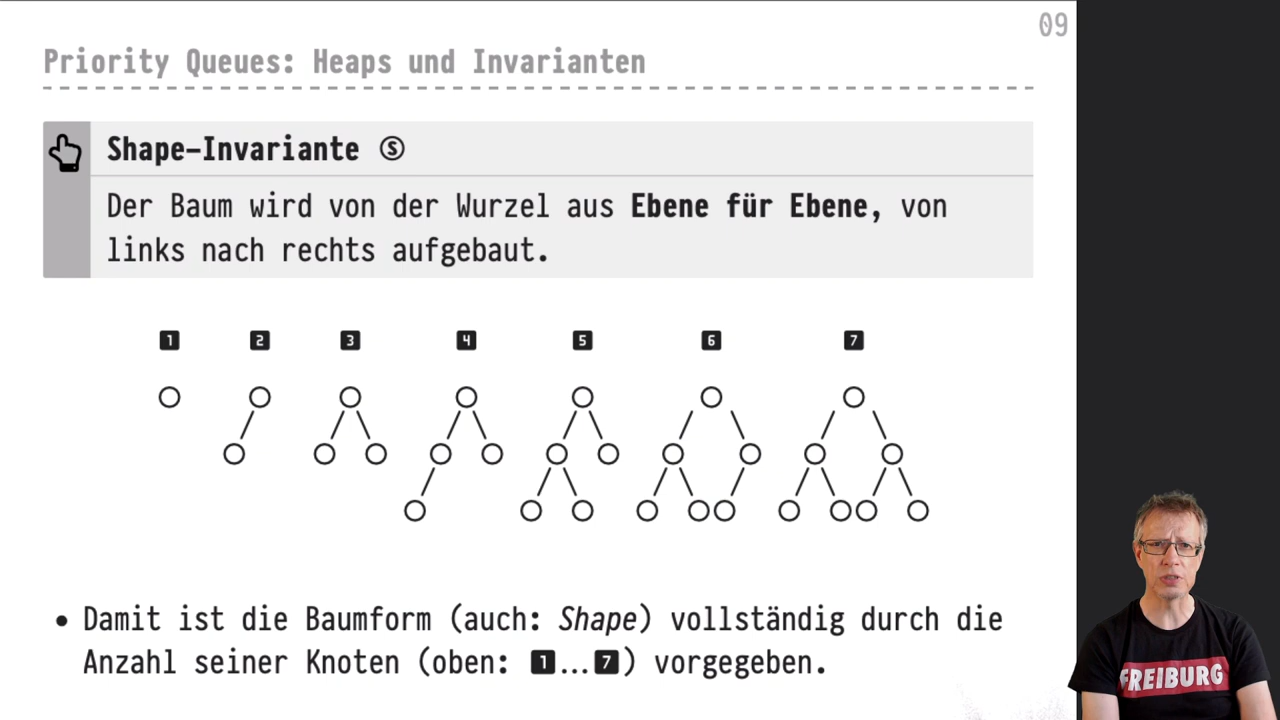 09
Priority Queues: Heaps und Invarianten
Shape-Invariante Ⓢ
Der Baum wird von der Wurzel aus Ebene für Ebene, von
links nach rechts aufgebaut.
1 2 3 4 5 6 7
• Damit ist die Baumform (auch: Shape) vollständig durch die
Anzahl seiner Knoten (oben: 1…7) vorgegeben.
FREIBURG